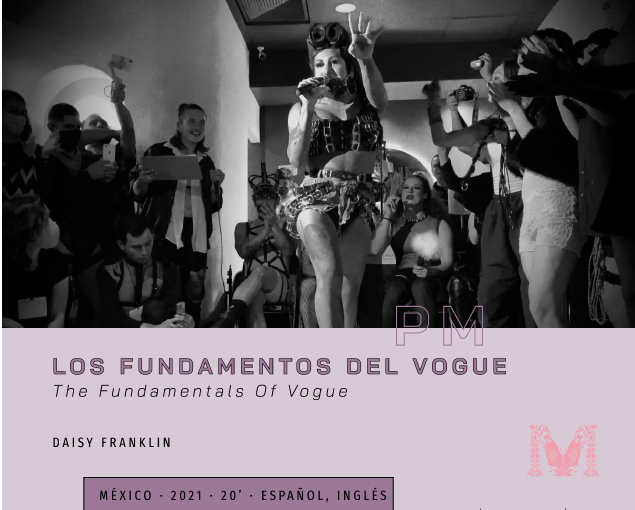 PM
LOS FUNDAMENTOS DEL VOGUE
The Fundamentals Of Vogue
DAISY FRANKLIN
M
MÉXICO · 2021 · 20’ · ESPAÑOL, INGLÉS